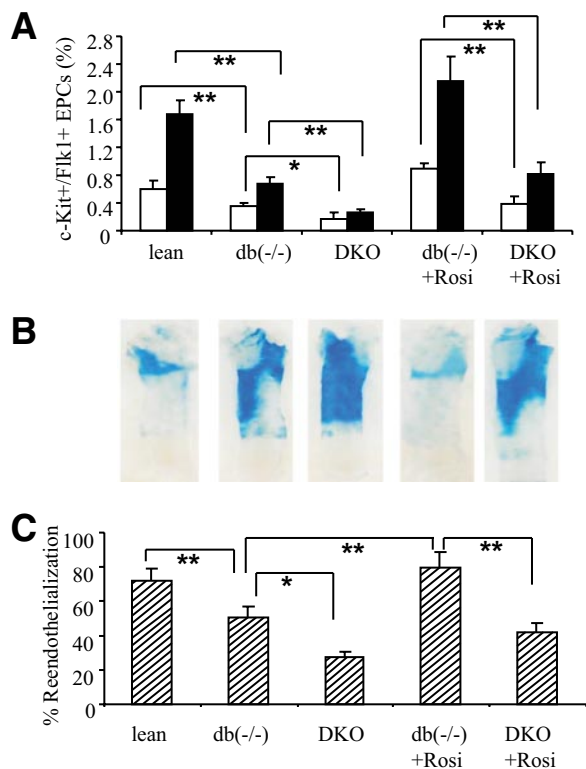 A
c-Kit+/Flk1+ EPCs (%)
2.8
2.4
2.0
1.6
1.2
0.8
0.4
0
**
**
**
*
**
**
lean
db(-/-)
DKO
db(-/-)
+Rosi
DKO
+Rosi
B
C
% Reendothelialization
100
80
60
40
20
0
**
*
**
**
lean
db(-/-)
DKO
db(-/-)
+Rosi
DKO
+Rosi